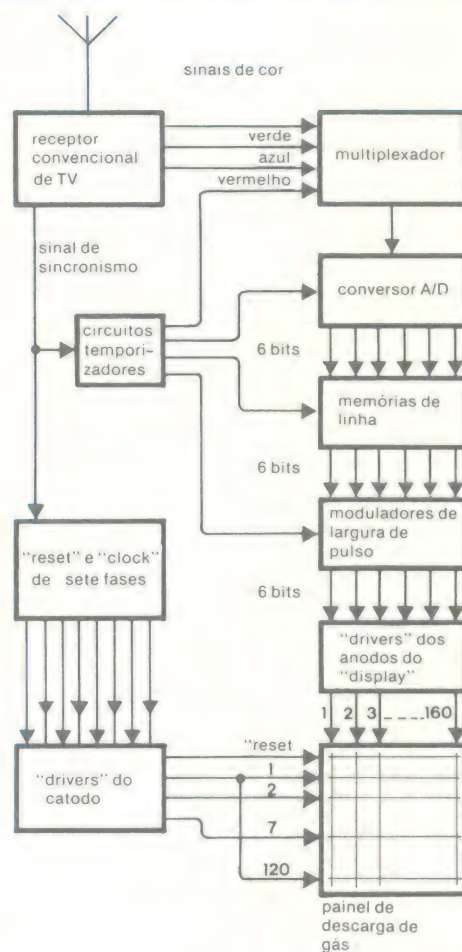 sinais de cor
receptor
convencional
de TV
verde
azul
vermelho
multiplexador
sinal de
sincronismo
circuitos
tempori-
zadores
conversor A/D
6 bits
memórias de
linha
6 bits
moduladores de
largura de
pulso
"reset" e "clock"
de sete fases
6 bits
"drivers" dos
anodos do
"display"
1 2 3 ____160
"drivers" do
catodo
"reset
1
2
7
120
painel de
descarga de
gás